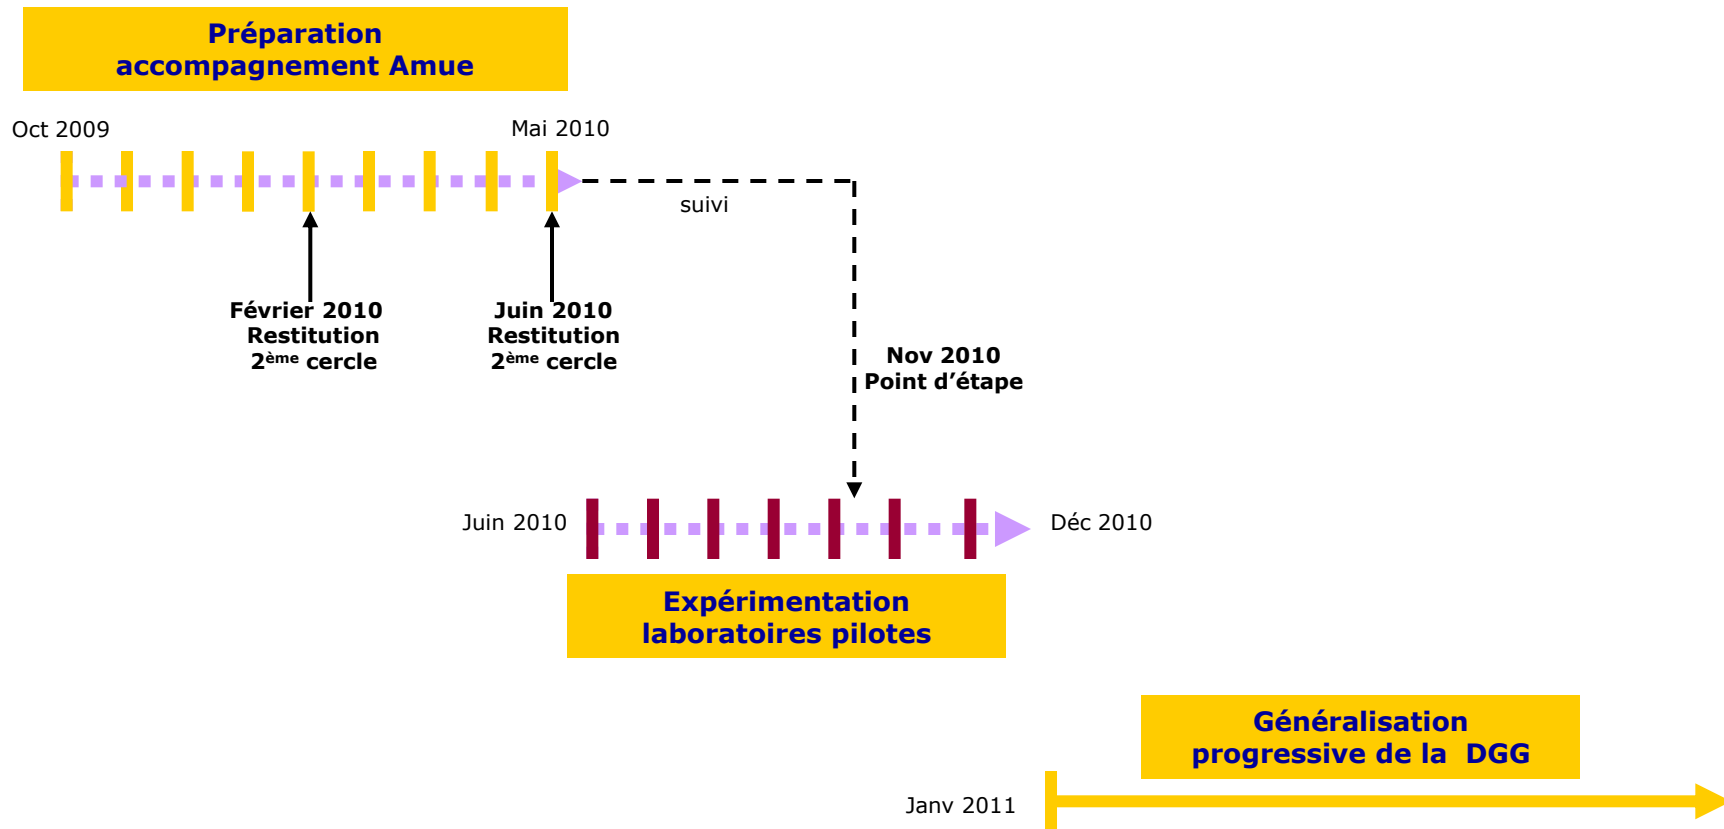 Préparation
accompagnement Amue
Oct 2009
Mai 2010
suivi
Février 2010
Restitution
2ème cercle
Juin 2010
Restitution
2ème cercle
Nov 2010
Point d’étape
Juin 2010
Déc 2010
Expérimentation
laboratoires pilotes
Généralisation
progressive de la  DGG
Janv 2011